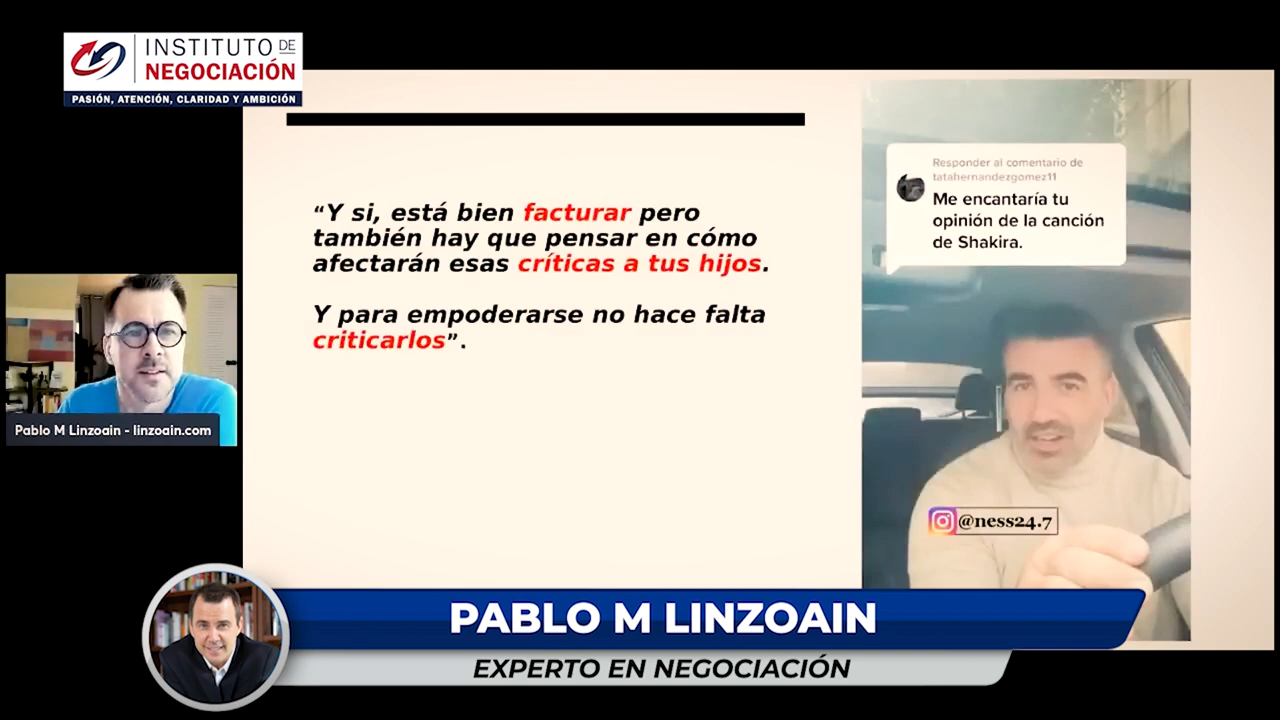 INSTITUTO DE
NEGOCIACIÓN
PASIÓN, ATENCIÓN, CLARIDAD Y AMBICIÓN
“Y si, está bien facturar pero
también hay que pensar en cómo
afectarán esas críticas a tus hijos.
Y para empoderarse no hace falta
criticarlos”.
Responder al comentario de
tatahernandezgomez11
Me encantaría tu
opinión de la canción
de Shakira.
@ness24.7
Pablo M Linzoain - linzoain.com
PABLO M LINZOAIN
EXPERTO EN NEGOCIACIÓN